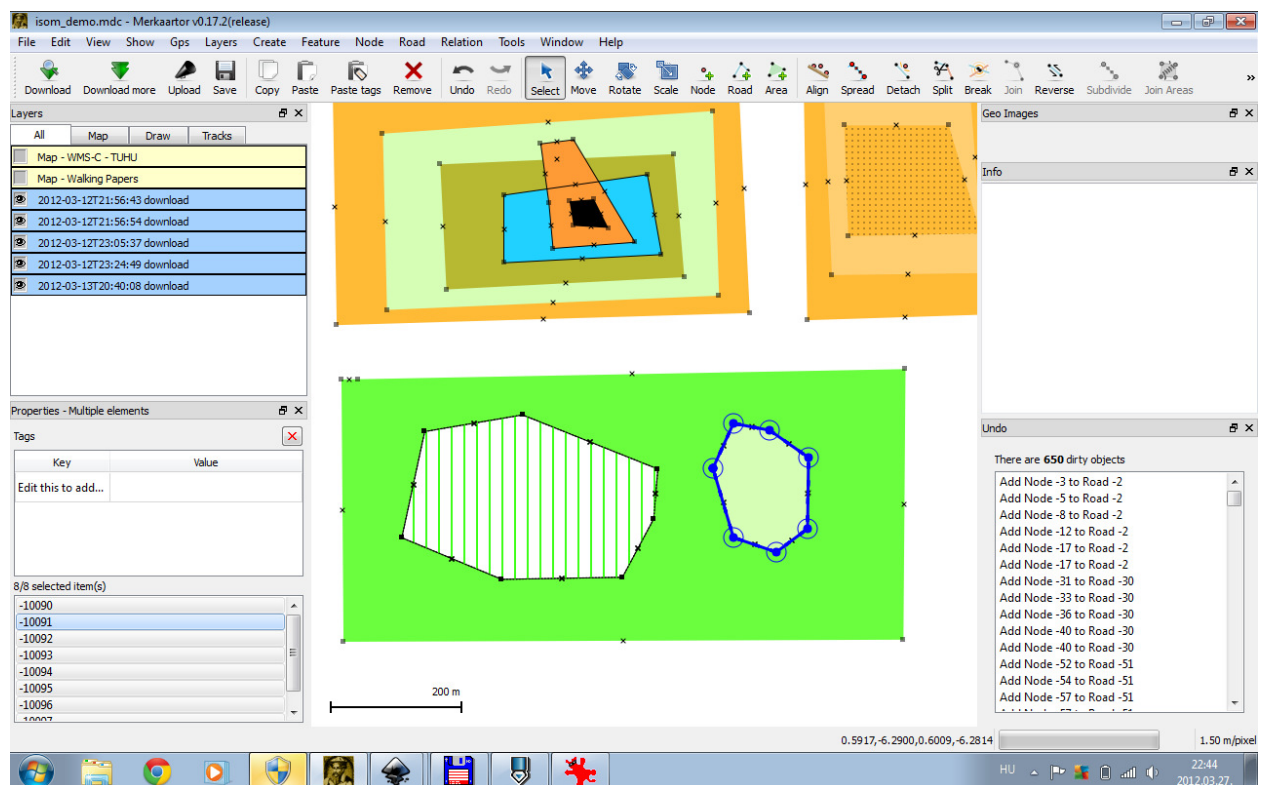 isom_demo.mdc - Merkaartor v0.17.2(release)
File Edit View Show Gps Layers Create Feature Node Road Relation Tools Window Help
Download Download more Upload Save Copy Paste Paste tags Remove Undo Redo Select Move Rotate Scale Node Road Area Align Spread Detach Split Break Join Reverse Subdivide Join Areas »
Layers
All Map Draw Tracks
Map - WMS-C - TUHU
Map - Walking Papers
2012-03-12T21:56:43 download
2012-03-12T21:56:54 download
2012-03-12T23:05:37 download
2012-03-12T23:24:49 download
2012-03-13T20:40:08 download
Properties - Multiple elements
Tags
Key Value
Edit this to add...
8/8 selected item(s)
-10090
-10091
-10092
-10093
-10094
-10095
-10096
-10097
200 m
Geo Images
Info
Undo
There are 650 dirty objects
Add Node -3 to Road -2
Add Node -5 to Road -2
Add Node -8 to Road -2
Add Node -12 to Road -2
Add Node -17 to Road -2
Add Node -17 to Road -2
Add Node -31 to Road -30
Add Node -33 to Road -30
Add Node -36 to Road -30
Add Node -40 to Road -30
Add Node -40 to Road -30
Add Node -52 to Road -51
Add Node -54 to Road -51
Add Node -57 to Road -51
0.5917,-6.2900,0.6009,-6.2814
1.50 m/pixel
HU
22:44
2012.03.27.